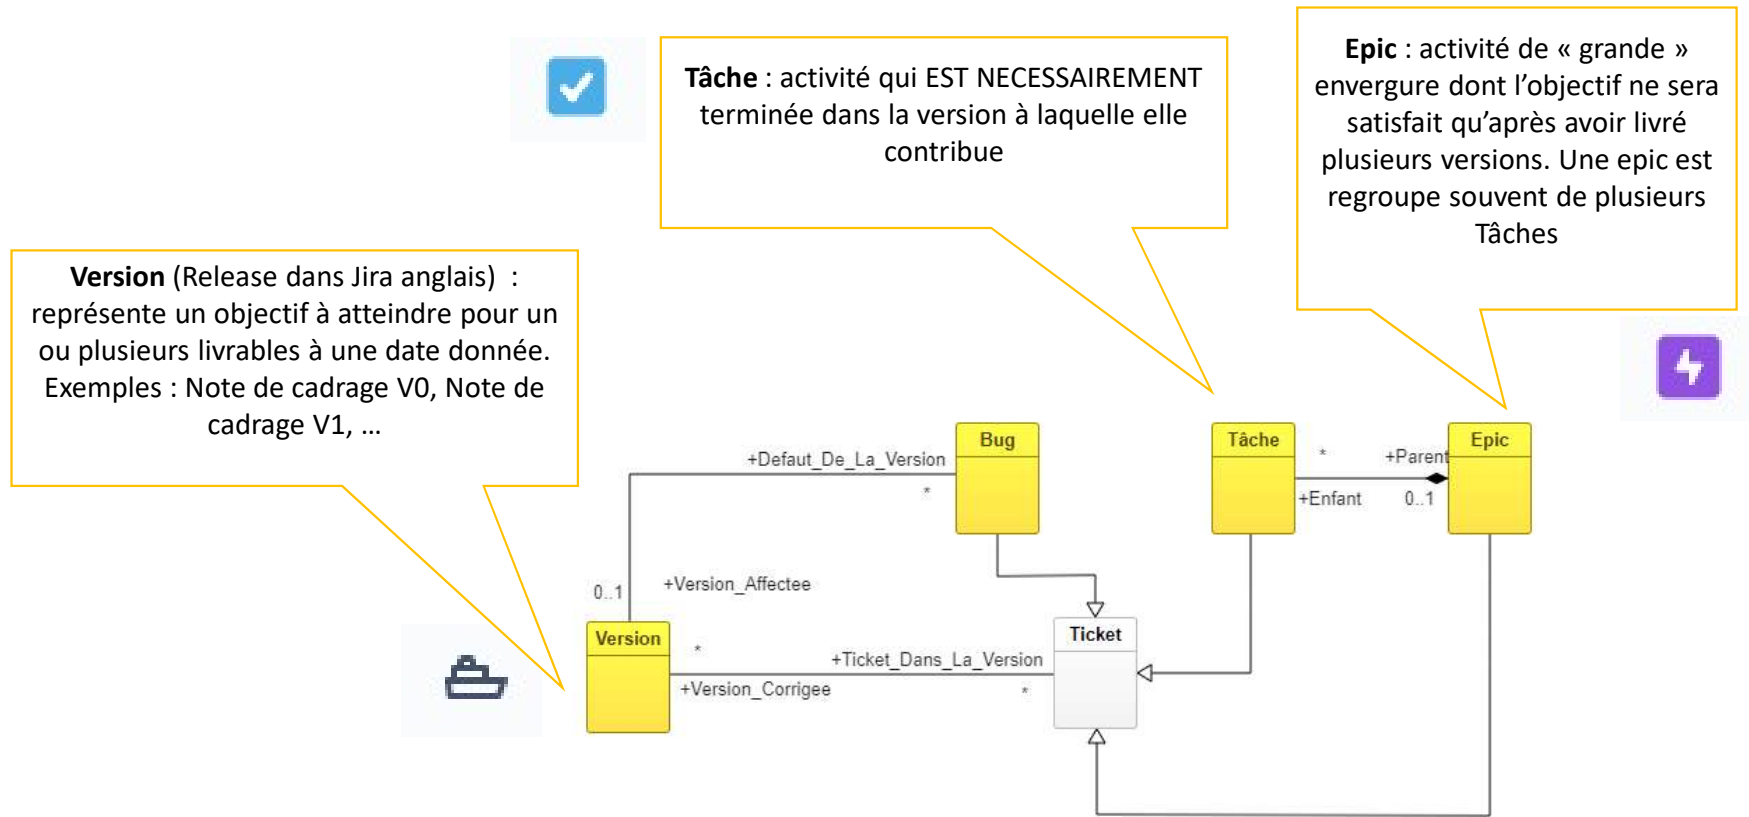 Tâche : activité qui EST NECESSAIREMENT
terminée dans la version à laquelle elle
contribue
Epic : activité de « grande »
envergure dont l’objectif ne sera
satisfait qu’après avoir livré
plusieurs versions. Une epic est
regroupe souvent de plusieurs
Tâches
Version (Release dans Jira anglais)  :
représente un objectif à atteindre pour un
ou plusieurs livrables à une date donnée.
Exemples : Note de cadrage V0, Note de
cadrage V1, …
Bug
+Defaut_De_La_Version
*
Tâche
*
+Parent
+Enfant
0..1
Epic
0..1
+Version_Affectee
Version
*
+Version_Corrigee
+Ticket_Dans_La_Version
*
Ticket